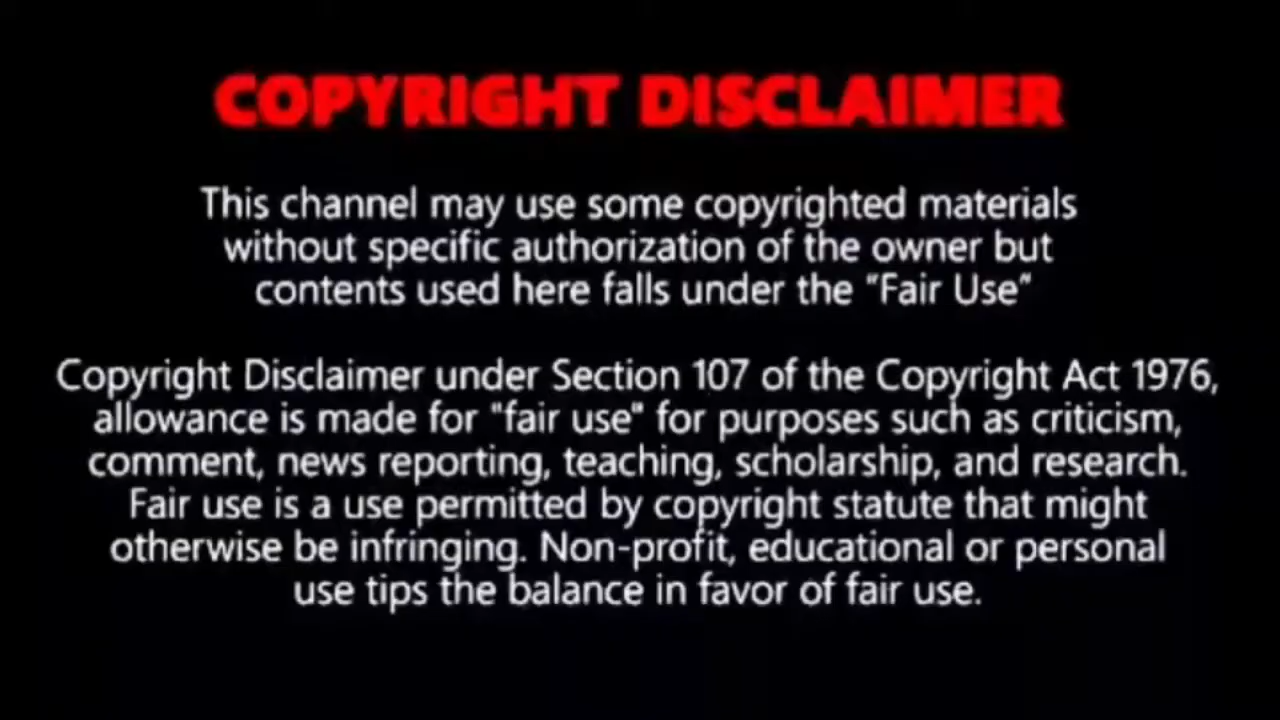 COPYRIGHT DISCLAIMER
This channel may use some copyrighted materials
without specific authorization of the owner but
contents used here falls under the “Fair Use”
Copyright Disclaimer under Section 107 of the Copyright Act 1976,
allowance is made for "fair use" for purposes such as criticism,
comment, news reporting, teaching, scholarship, and research.
Fair use is a use permitted by copyright statute that might
otherwise be infringing. Non-profit, educational or personal
use tips the balance in favor of fair use.